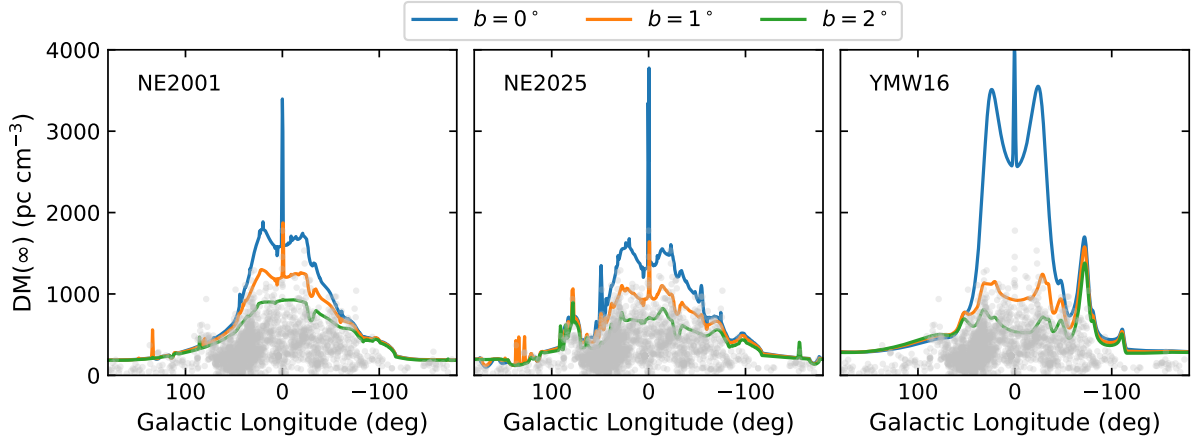 b = 0° b = 1° b = 2°
NE2001 NE2025 YMW16
DM(∞) (pc cm⁻³)
4000
3000
2000
1000
0
100 0 −100 100 0 −100 100 0 −100
Galactic Longitude (deg) Galactic Longitude (deg) Galactic Longitude (deg)